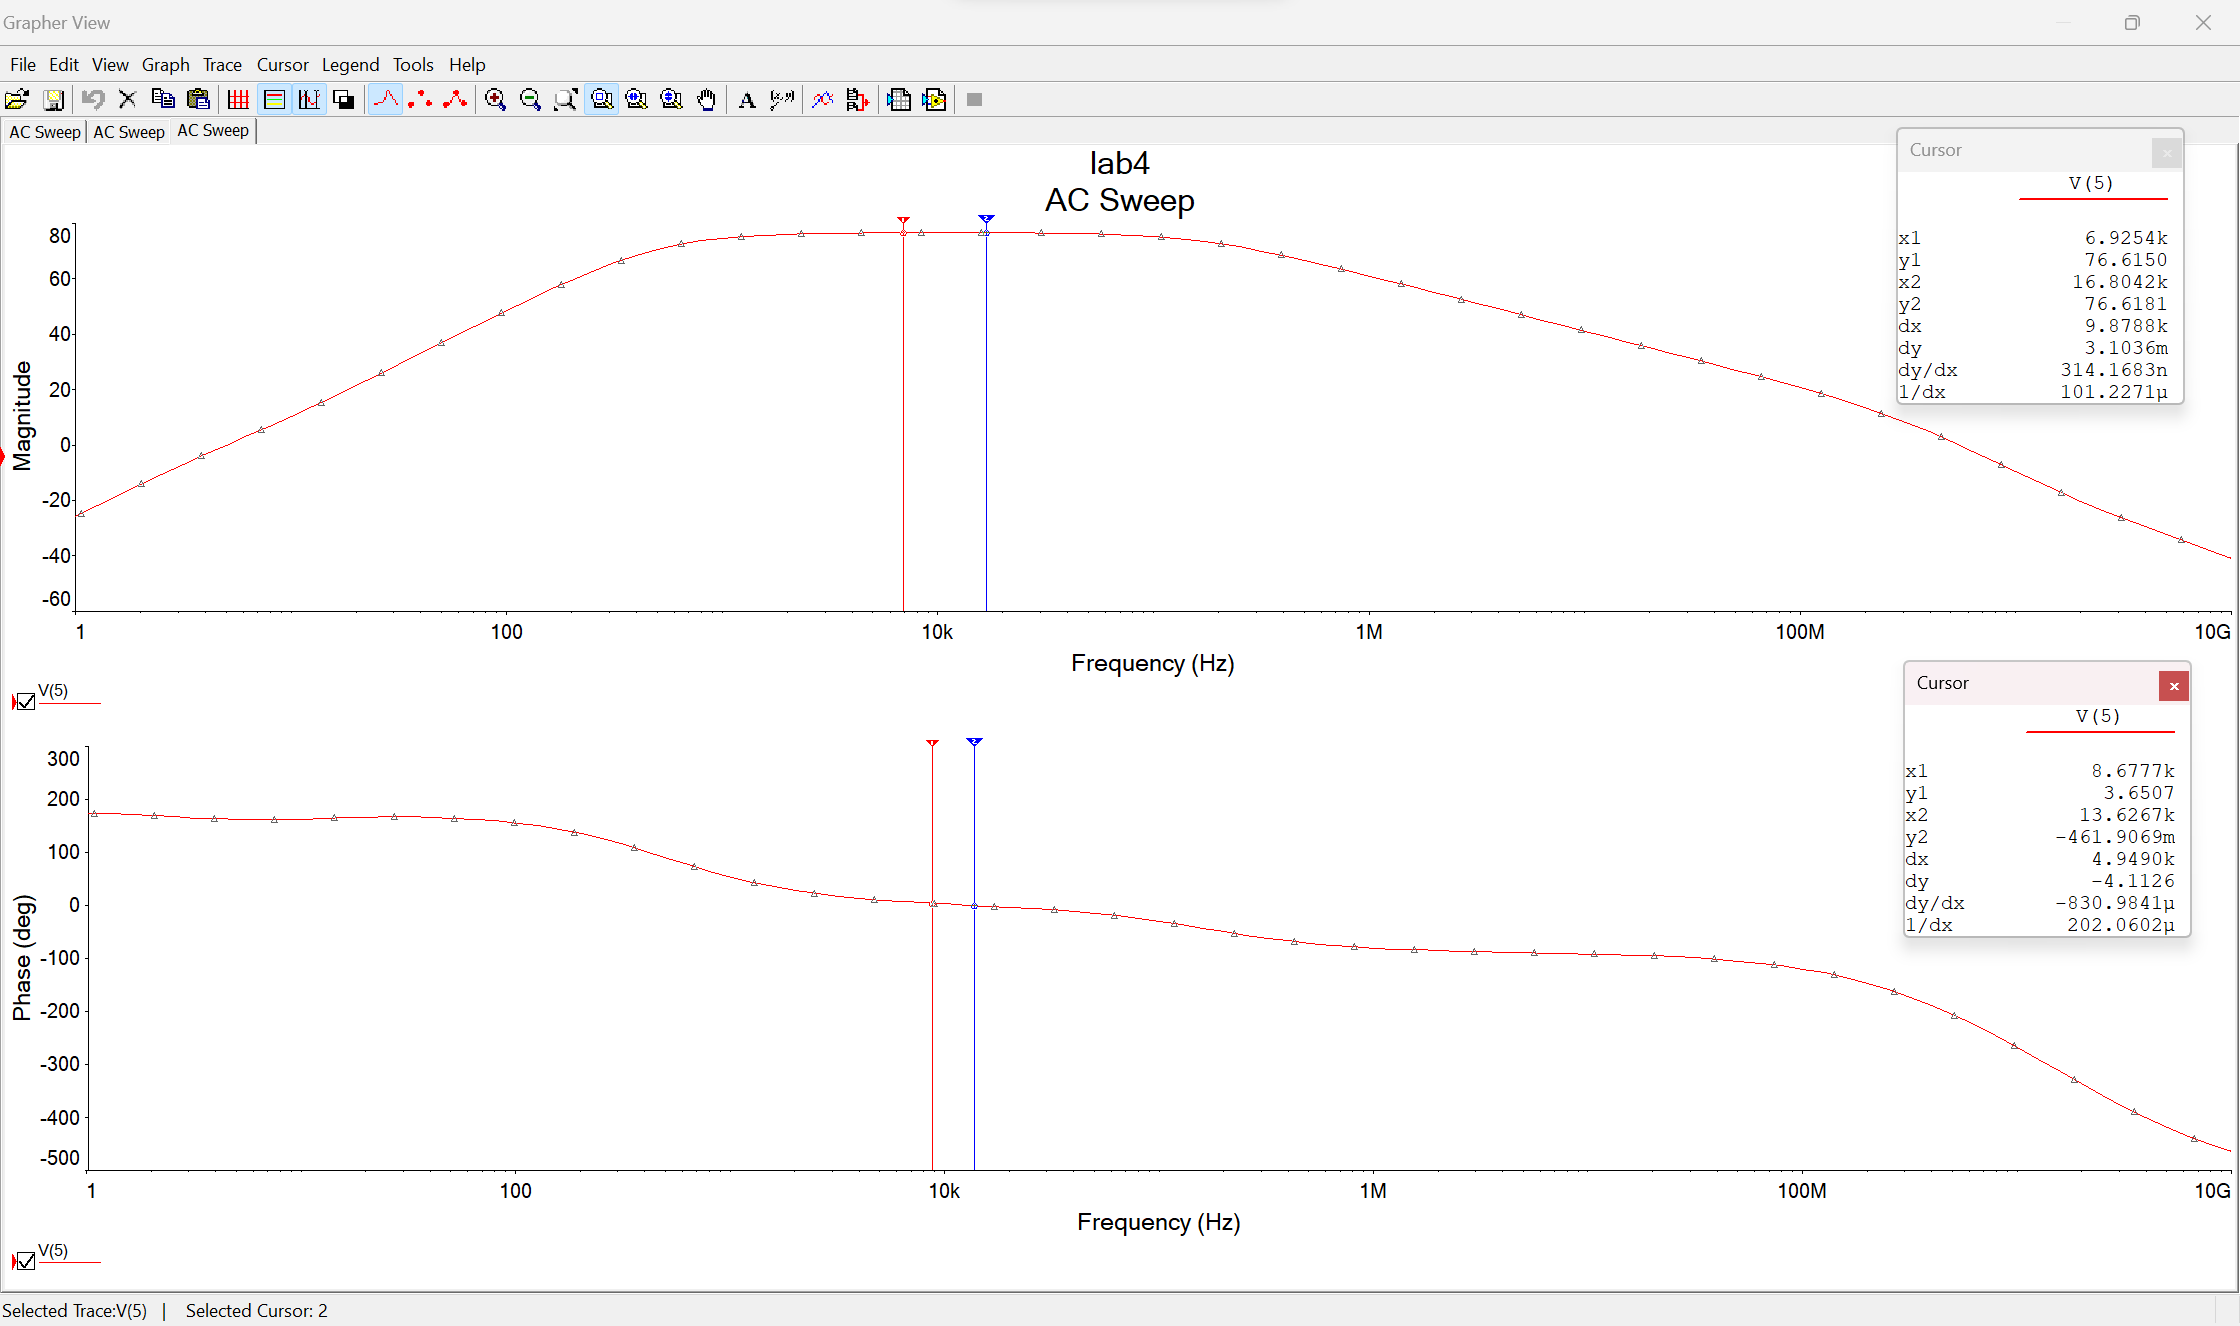 Grapher View
File Edit View Graph Trace Cursor Legend Tools Help
AC Sweep AC Sweep AC Sweep
lab4
AC Sweep
Magnitude
80
60
40
20
0
-20
-40
-60
1 100 10k 1M 100M 10G
Frequency (Hz)
V(5)
Cursor
V(5)
x1 6.9254k
y1 76.6150
x2 16.8042k
y2 76.6181
dx 9.8788k
dy 3.1036m
dy/dx 314.1683n
1/dx 101.2271µ
Phase (deg)
300
200
100
0
-100
-200
-300
-400
-500
1 100 10k 1M 100M 10G
Frequency (Hz)
V(5)
Cursor
V(5)
x1 8.6777k
y1 3.6507
x2 13.6267k
y2 -461.9069m
dx 4.9490k
dy -4.1126
dy/dx -830.9841µ
1/dx 202.0602µ
Selected Trace:V(5) | Selected Cursor: 2